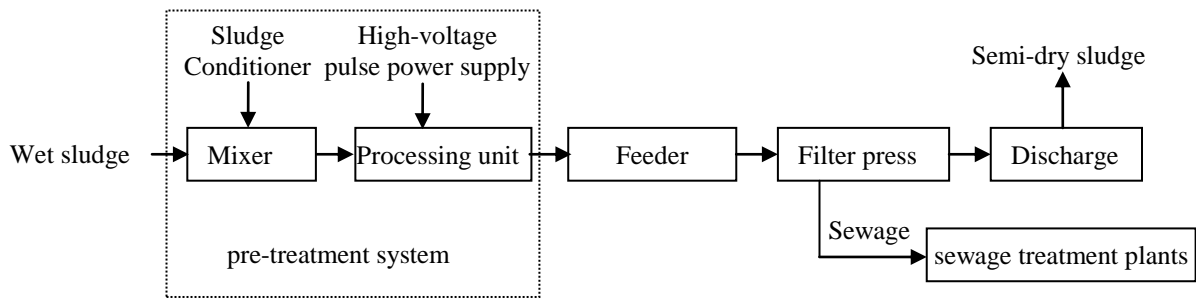 Sludge
Conditioner
High-voltage
pulse power supply
Semi-dry sludge
Wet sludge
Mixer
Processing unit
Feeder
Filter press
Discharge
Sewage
sewage treatment plants
pre-treatment system